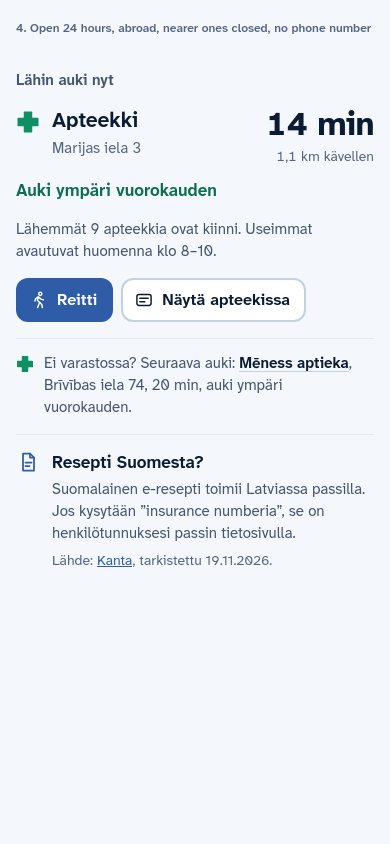 4. Open 24 hours, abroad, nearer ones closed, no phone number
Lähin auki nyt
Apteekki
14 min
Marijas iela 3
1,1 km kävellen
Auki ympäri vuorokauden
Lähemmät 9 apteekkia ovat kiinni. Useimmat
avautuvat huomenna klo 8–10.
Reitti
Näytä apteekissa
Ei varastossa? Seuraava auki: Mēness aptieka,
Brīvības iela 74, 20 min, auki ympäri
vuorokauden.
Resepti Suomesta?
Suomalainen e-resepti toimii Latviassa passilla.
Jos kysytään ”insurance numberia”, se on
henkilötunnuksesi passin tietosivulla.
Lähde: Kanta, tarkistettu 19.11.2026.